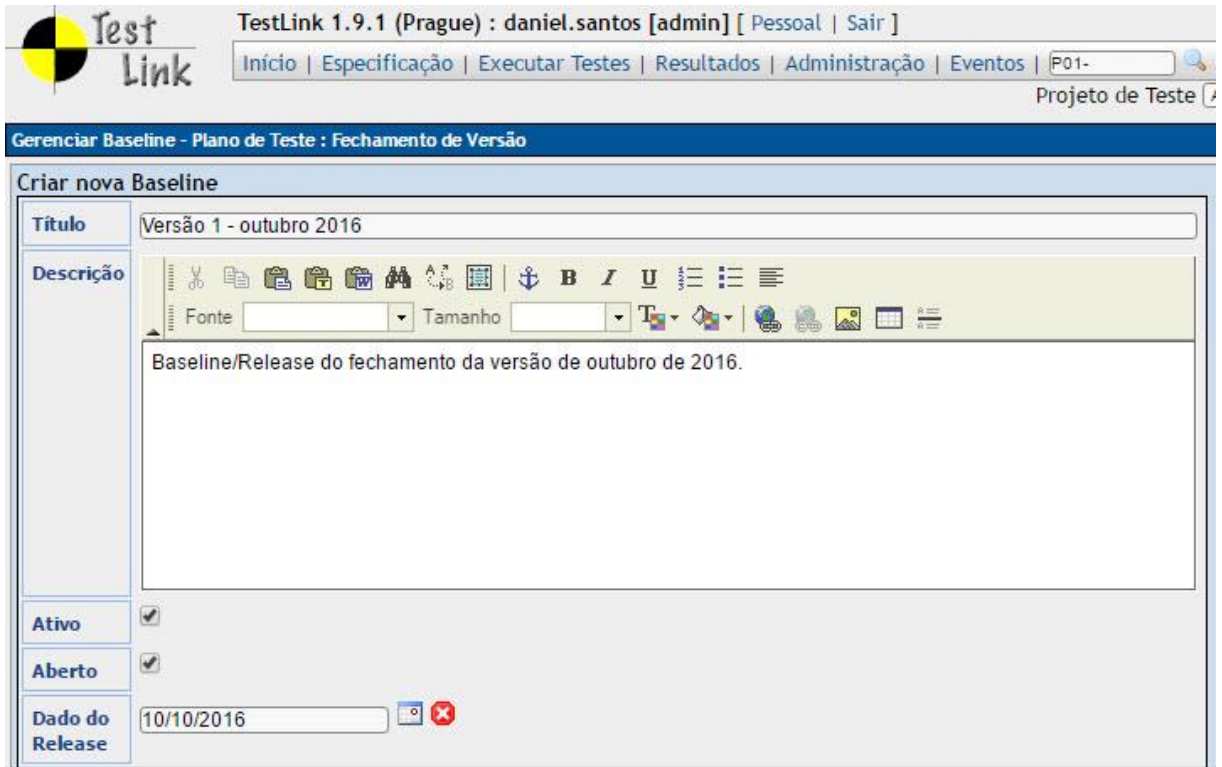 Test Link
TestLink 1.9.1 (Prague) : daniel.santos [admin] [ Pessoal | Sair ]
Início | Especificação | Executar Testes | Resultados | Administração | Eventos | P01-
Projeto de Teste
Gerenciar Baseline - Plano de Teste : Fechamento de Versão
Criar nova Baseline
Título
Versão 1 - outubro 2016
Descrição
B I U
Fonte
Tamanho
Baseline/Release do fechamento da versão de outubro de 2016.
Ativo
Aberto
Dado do
Release
10/10/2016